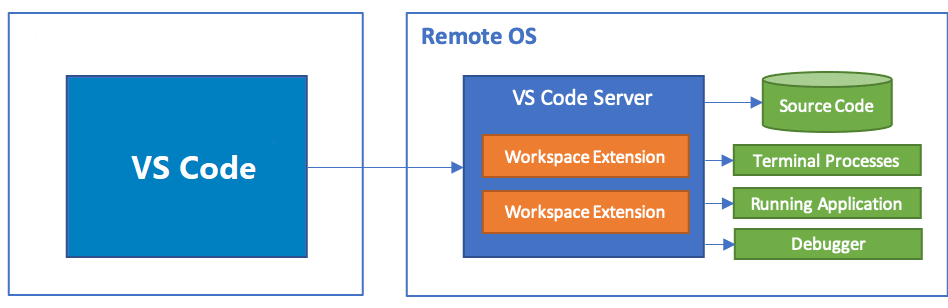 Remote OS
VS Code
VS Code Server
Workspace Extension
Workspace Extension
Source Code
Terminal Processes
Running Application
Debugger